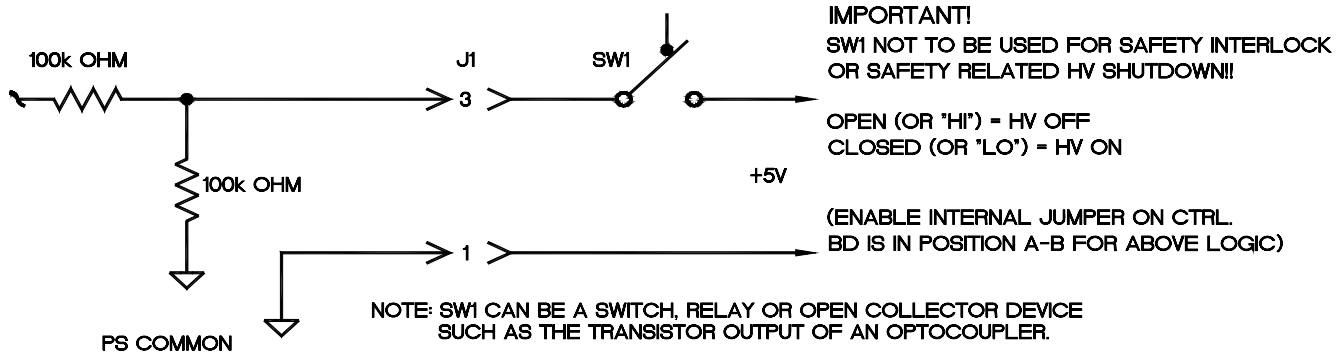 IMPORTANT!
100k OHM
J1
SW1
SW1 NOT TO BE USED FOR SAFETY INTERLOCK
OR SAFETY RELATED HV SHUTDOWN!!
3
OPEN (OR "HI") = HV OFF
CLOSED (OR "LO") = HV ON
100k OHM
+5V
(ENABLE INTERNAL JUMPER ON CTRL.
BD IS IN POSITION A-B FOR ABOVE LOGIC)
1
NOTE: SW1 CAN BE A SWITCH, RELAY OR OPEN COLLECTOR DEVICE
SUCH AS THE TRANSISTOR OUTPUT OF AN OPTOCOUPLER.
PS COMMON